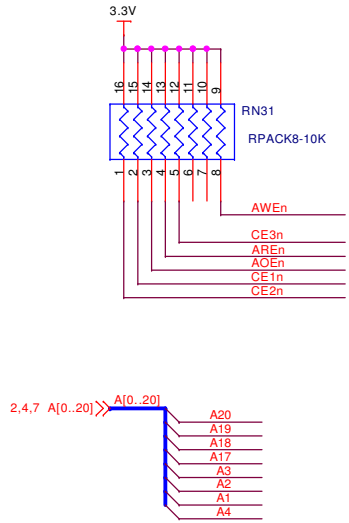 3.3V
16 15 14 13 12 11 10 9
RN31
RPACK8-10K
1 2 3 4 5 6 7 8
AWEn
CE3n
AREn
AOEn
CE1n
CE2n
2,4,7 A[0..20] A[0..20]
A20
A19
A18
A17
A3
A2
A1
A4